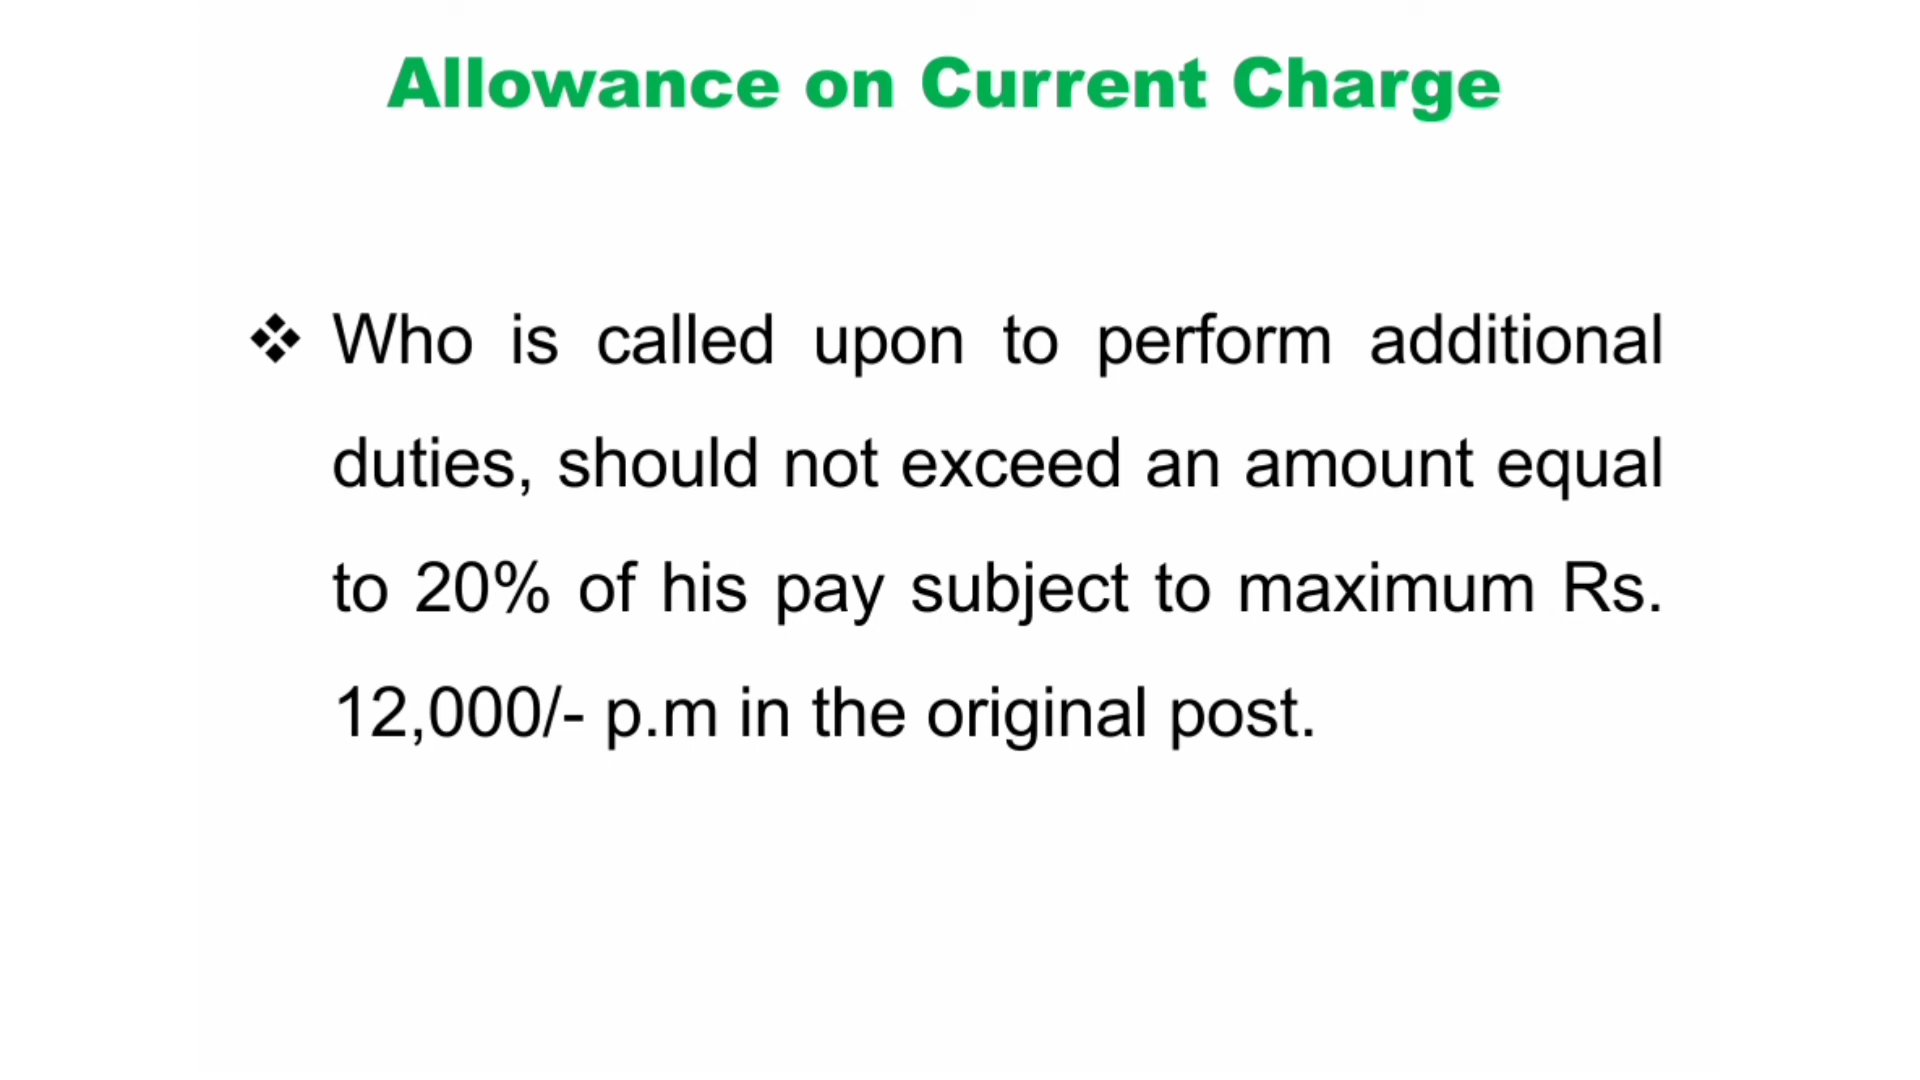 Allowance on Current Charge
❖ Who is called upon to perform additional
duties, should not exceed an amount equal
to 20% of his pay subject to maximum Rs.
12,000/- p.m in the original post.